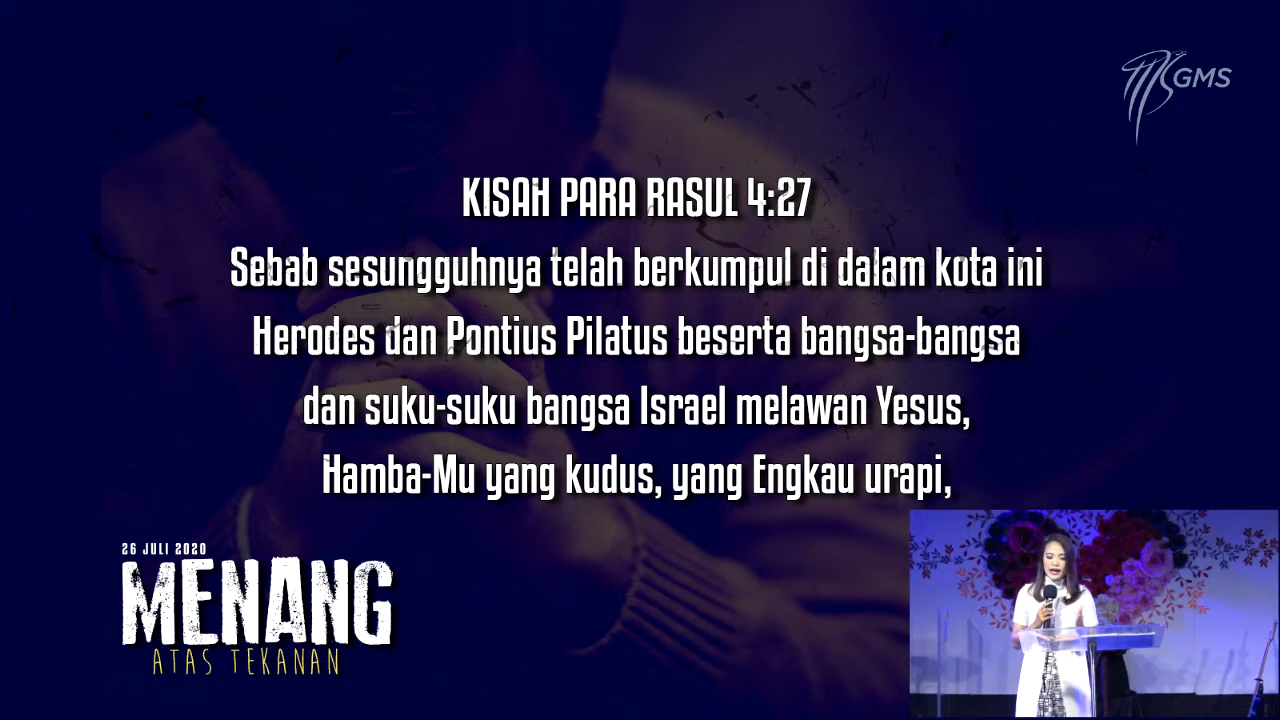 GMS
KISAH PARA RASUL 4:27
Sebab sesungguhnya telah berkumpul di dalam kota ini
Herodes dan Pontius Pilatus beserta bangsa-bangsa
dan suku-suku bangsa Israel melawan Yesus,
Hamba-Mu yang kudus, yang Engkau urapi,
26 JULI 2020
MENANG
ATAS TEKANAN